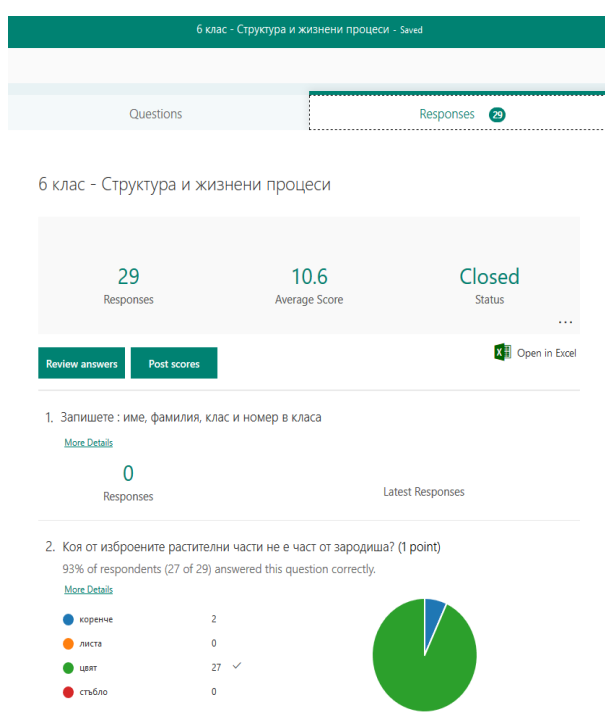 6 клас - Структура и жизнени процеси - Saved
Questions
Responses 29
6 клас - Структура и жизнени процеси
29
Responses
10.6
Average Score
Closed
Status
...
Review answers
Post scores
Open in Excel
1. Запишете : име, фамилия, клас и номер в класа
More Details
0
Responses
Latest Responses
2. Коя от изброените растителни части не е част от зародиша? (1 point)
93% of respondents (27 of 29) answered this question correctly.
More Details
коренче 2
листа 0
цвят 27 ✓
стъбло 0